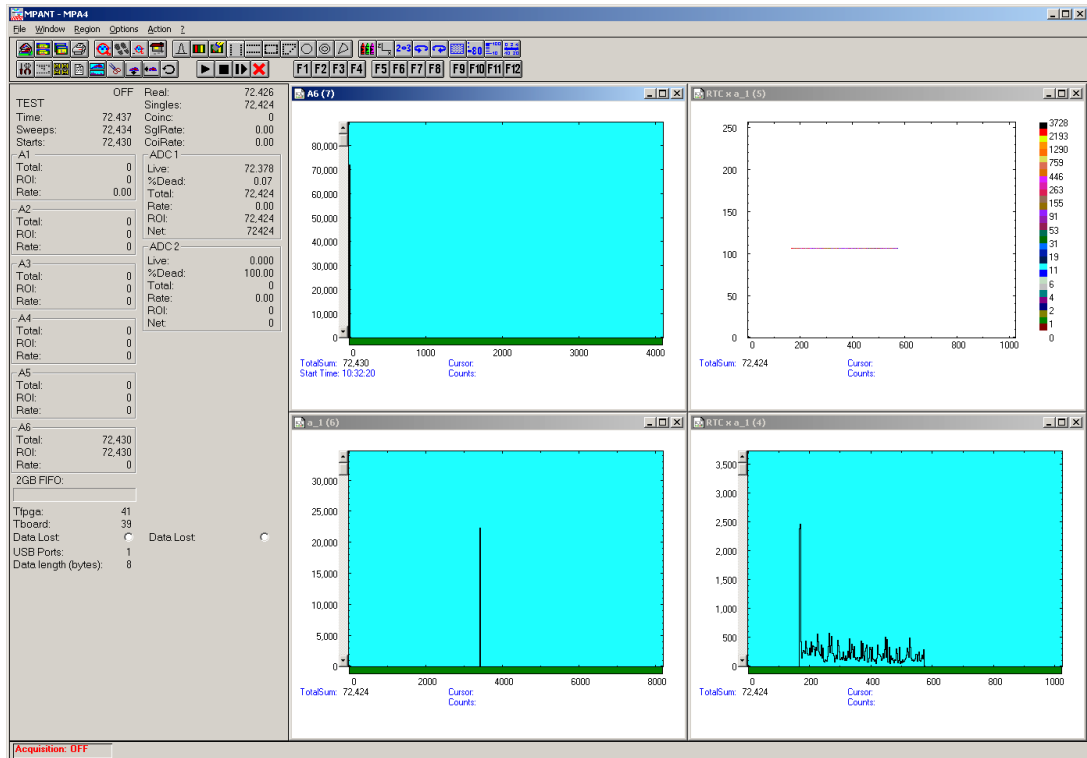 MPANT - MPA4
File Window Region Options Action ?
F1 F2 F3 F4 F5 F6 F7 F8 F9 F10 F11 F12
OFF
TEST
Time: 72.437
Sweeps: 72,434
Starts: 72,430
A1
Total: 0
ROI: 0
Rate: 0.00
A2
Total: 0
ROI: 0
Rate: 0
A3
Total: 0
ROI: 0
Rate: 0
A4
Total: 0
ROI: 0
Rate: 0
A5
Total: 0
ROI: 0
Rate: 0
A6
Total: 72,430
ROI: 72,430
Rate: 0
2GB FIFO:
Tfpga: 41
Tboard: 39
Data Lost
USB Ports: 1
Data length (bytes): 8
Real: 72.426
Singles: 72,424
Coinc: 0
SglRate: 0.00
CoiRate: 0.00
ADC 1
Live: 72.378
%Dead: 0.07
Total: 72,424
Rate: 0.00
ROI: 72,424
Net: 72424
ADC 2
Live: 0.000
%Dead: 100.00
Total: 0
Rate: 0.00
ROI: 0
Net: 0
Data Lost
A6 (7)
80,000
70,000
60,000
50,000
40,000
30,000
20,000
10,000
0
0 1000 2000 3000 4000
TotalSum: 72,430 Cursor:
Start Time: 10:32:20 Counts:
RTC x a_1 (5)
250
200
150
100
50
0
0 200 400 600 800 1000
3728
2193
1290
759
446
263
155
91
53
31
19
11
6
4
2
1
0
TotalSum: 72,424 Cursor:
Counts:
a_1 (6)
30,000
25,000
20,000
15,000
10,000
5,000
0
0 2000 4000 6000 8000
TotalSum: 72,424 Cursor:
Counts:
RTC x a_1 (4)
3,500
3,000
2,500
2,000
1,500
1,000
500
0
0 200 400 600 800 1000
TotalSum: 72,424 Cursor:
Counts:
Acquisition: OFF